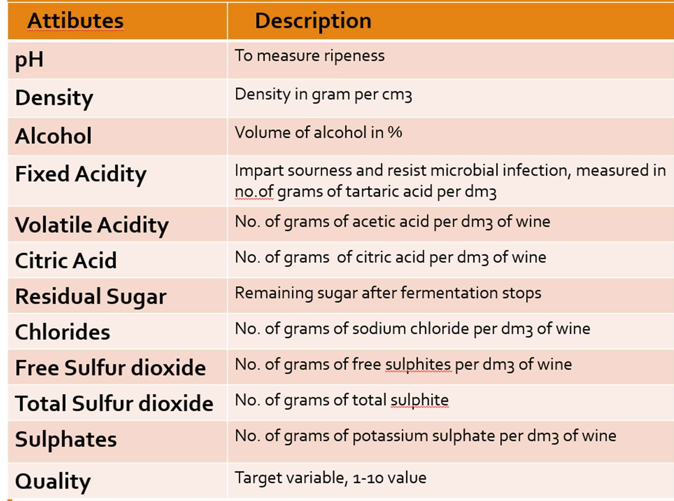 Attibutes Description
pH To measure ripeness
Density Density in gram per cm3
Alcohol Volume of alcohol in %
Fixed Acidity Impart sourness and resist microbial infection, measured in
no.of grams of tartaric acid per dm3
Volatile Acidity No. of grams of acetic acid per dm3 of wine
Citric Acid No. of grams of citric acid per dm3 of wine
Residual Sugar Remaining sugar after fermentation stops
Chlorides No. of grams of sodium chloride per dm3 of wine
Free Sulfur dioxide No. of grams of free sulphites per dm3 of wine
Total Sulfur dioxide No. of grams of total sulphite
Sulphates No. of grams of potassium sulphate per dm3 of wine
Quality Target variable, 1-10 value